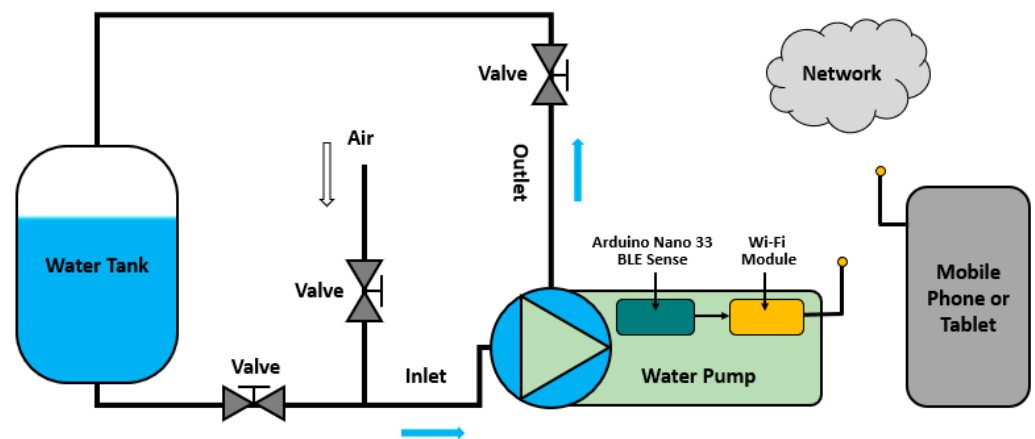 Valve
Network
Air
Outlet
Arduino Nano 33
BLE Sense
Wi-Fi
Module
Water Tank
Valve
Mobile
Phone or
Tablet
Valve
Inlet
Water Pump